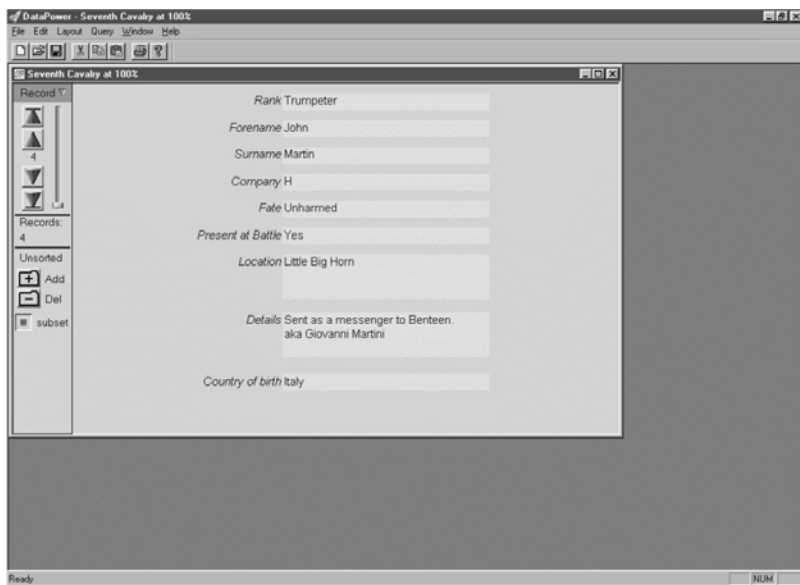 DataPower - Seventh Cavalry at 100%
File Edit Layout Query Window Help
Seventh Cavalry at 100%
Record
Rank Trumpeter
Forename John
4
Surname Martin
Company H
Fate Unharmed
Records:
4
Present at Battle Yes
Unsorted
Location Little Big Horn
Add
Del
subset
Details Sent as a messenger to Benteen.
aka Giovanni Martini
Country of birth Italy
Ready NUM